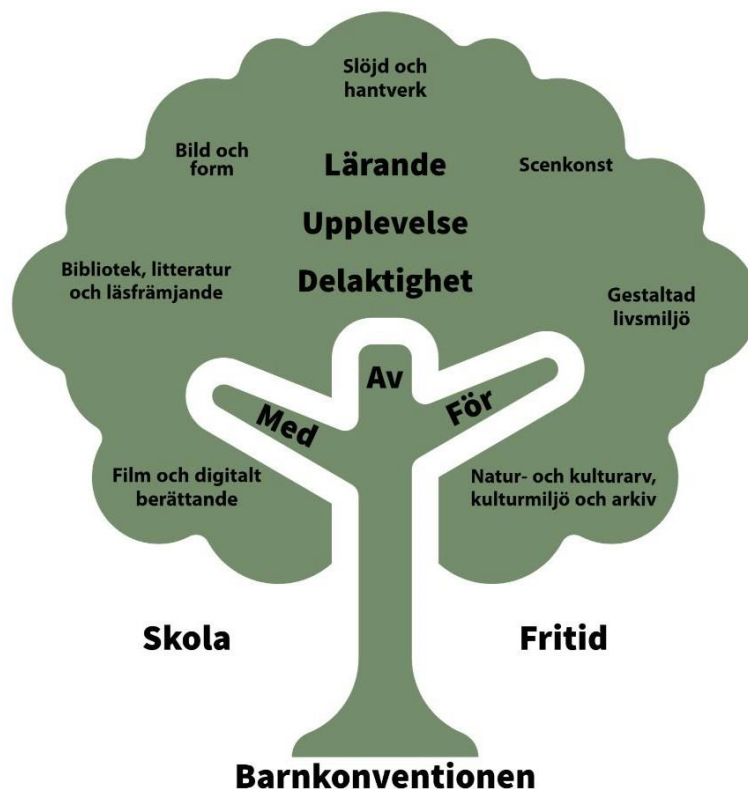 Slöjd och
hantverk
Bild och
form
Lärande
Scenkonst
Upplevelse
Bibliotek, litteratur
och läsfrämjande
Delaktighet
Gestaltad
livsmiljö
Av
Med
För
Film och digitalt
berättande
Natur- och kulturarv,
kulturmiljö och arkiv
Skola
Fritid
Barnkonventionen